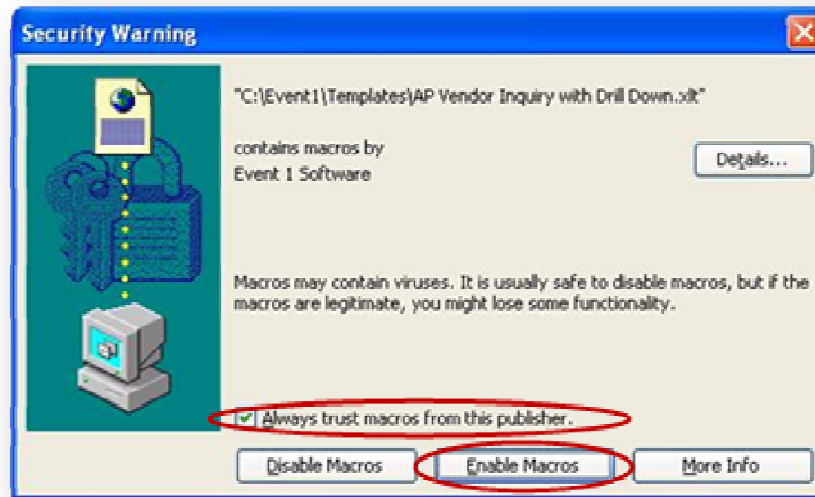 Security Warning
"C:\Event1\Templates\AP Vendor Inquiry with Drill Down.xlt"
contains macros by
Event 1 Software
Details...
Macros may contain viruses. It is usually safe to disable macros, but if the
macros are legitimate, you might lose some functionality.
Always trust macros from this publisher.
Disable Macros Enable Macros More Info